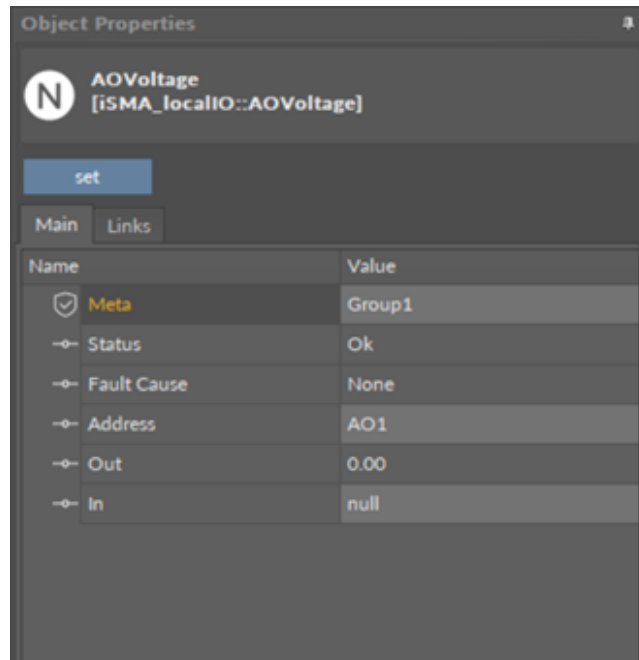 Object Properties
N
AOVoltage
[iSMA_localIO::AOVoltage]
set
Main Links
Name Value
Meta Group1
Status Ok
Fault Cause None
Address AO1
Out 0.00
In null